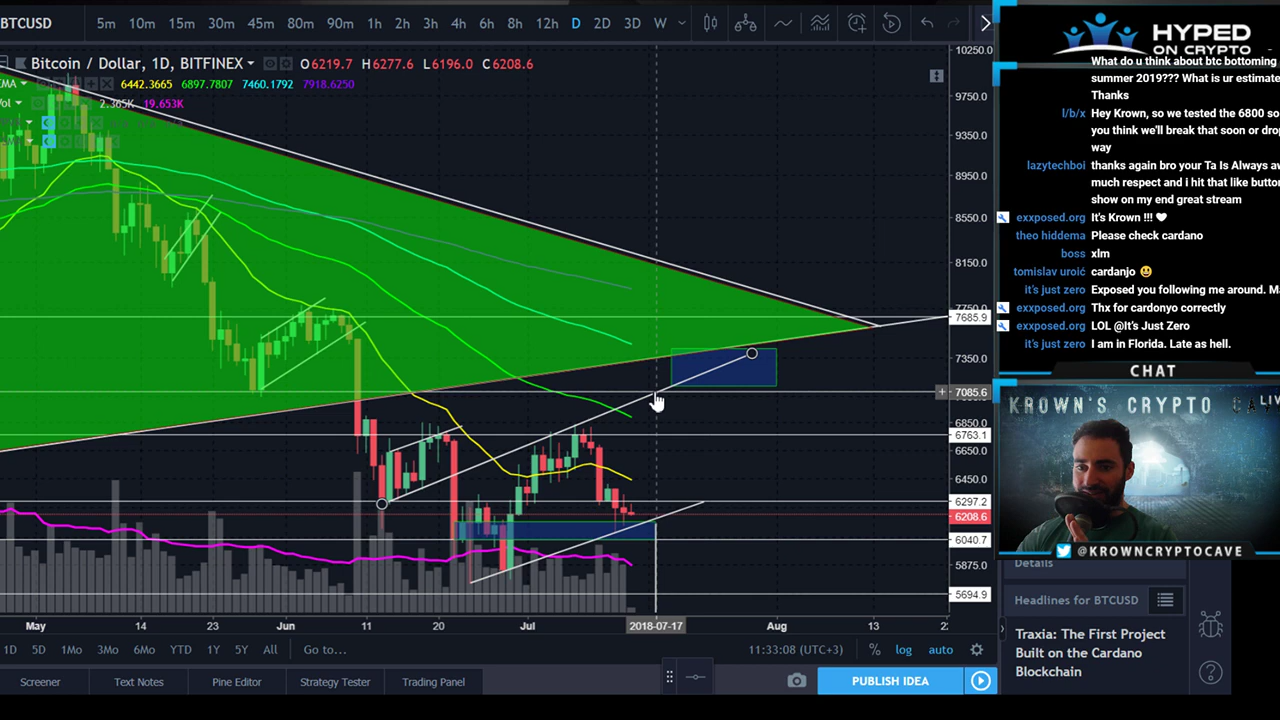 BTCUSD 5m 10m 15m 30m 45m 80m 90m 1h 2h 3h 4h 6h 8h 12h D 2D 3D W
Bitcoin / Dollar, 1D, BITFINEX O6219.7 H6277.6 L6196.0 C6208.6
6442.3665 6897.7807 7460.1792 7918.6250
2.365K 19.653K
10250.0
9750.0
9350.0
8950.0
8550.0
8150.0
7750.0
7685.9
7350.0
7085.6
6850.0
6763.1
6450.0
6297.2
6208.6
6040.7
5875.0
5694.9
May 14 23 Jun 11 20 Jul 2018-07-17 Aug 13
1D 5D 1Mo 3Mo 6Mo YTD 1Y 5Y All Go to... 11:33:08 (UTC+3) % log auto
Screener Text Notes Pine Editor Strategy Tester Trading Panel PUBLISH IDEA
HYPED
ON CRYPTO
What do u think about btc bottoming
summer 2019??? What is ur estimate
Thanks
l/b/x Hey Krown, so we tested the 6800 so
you think we'll break that soon or drop
way
lazytechboi thanks again bro your Ta Is Always aw
much respect and i hit that like button
show on my end great stream
exxposed.org It's Krown !!! ♥
theo hiddema Please check cardano
boss xlm
tomislav uroić cardanjo 😃
it's just zero Exposed you following me around. Ma
exxposed.org Thx for cardonyo correctly
exxposed.org LOL @It's Just Zero
it's just zero I am in Florida. Late as hell.
CHAT
KROWN'S CRYPTO CAVE
LIV
@KROWNCRYPTOCAVE
Details
Headlines for BTCUSD
Traxia: The First Project
Built on the Cardano
Blockchain